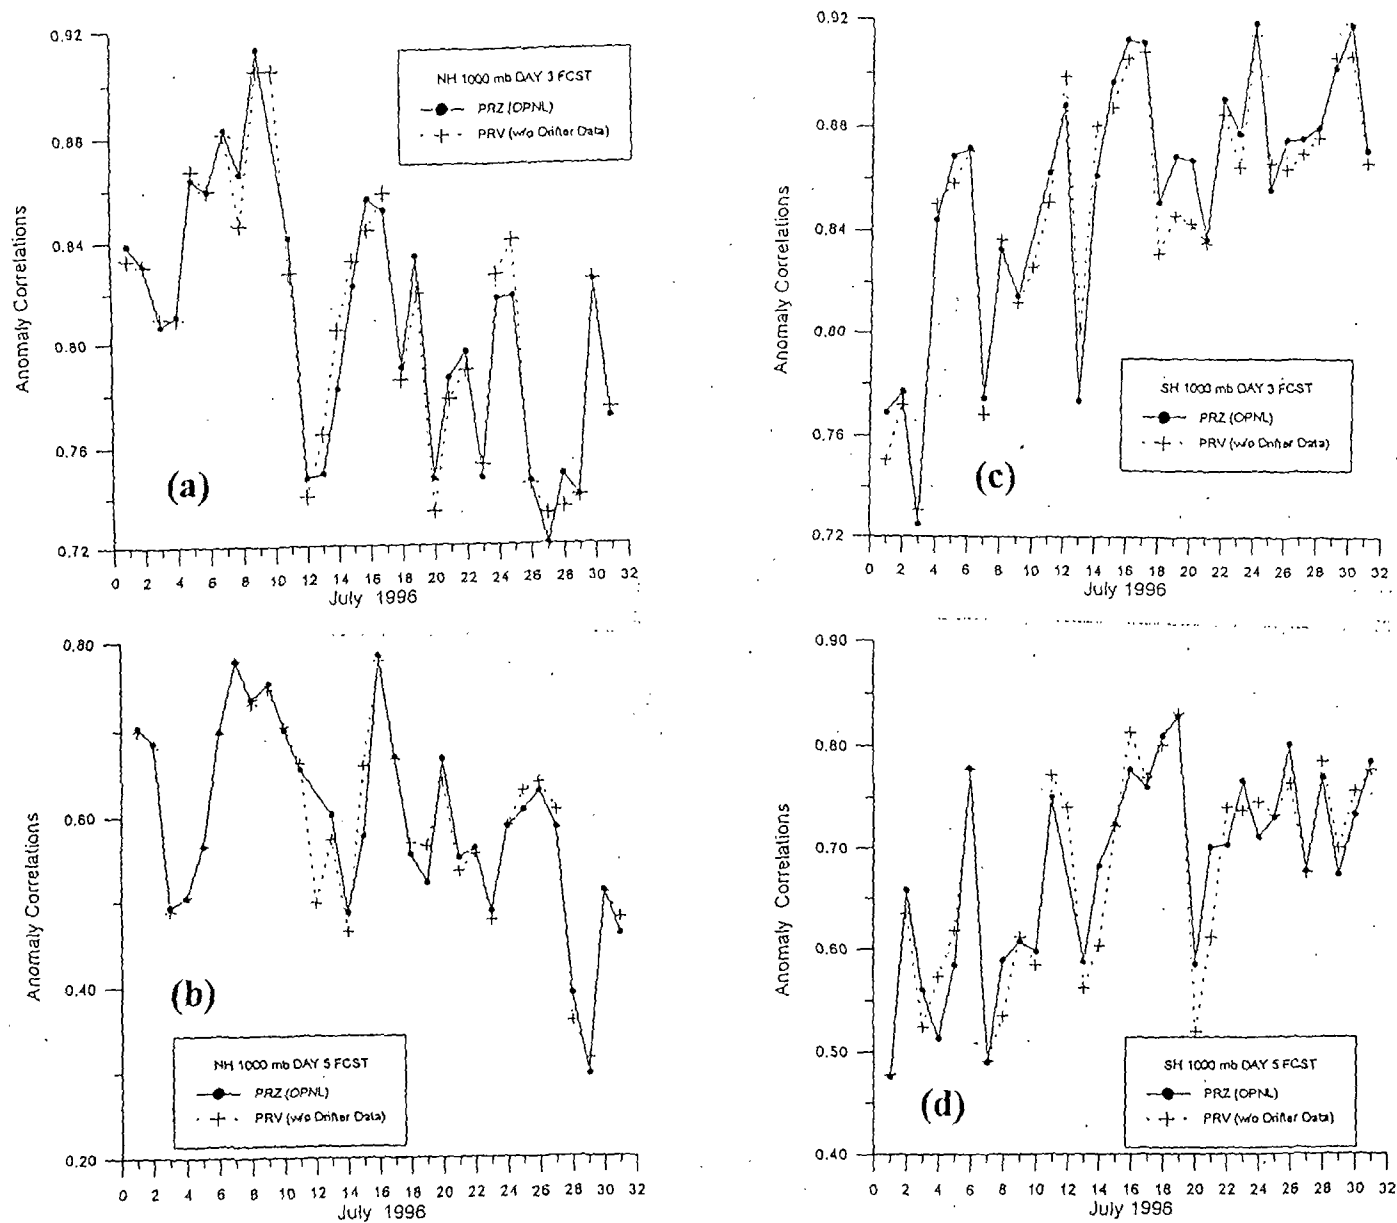 0.92
0.88
0.84
0.80
0.76
0.72
Anomaly Correlations
NH 1000 mb DAY 3 FCST
PRZ (OPNL)
PRV (w/o Drifter Data)
(a)
0 2 4 6 8 10 12 14 16 18 20 22 24 26 28 30 32
July 1996
0.92
0.88
0.84
0.80
0.76
0.72
Anomaly Correlations
SH 1000 mb DAY 3 FCST
PRZ (OPNL)
PRV (w/o Drifter Data)
(c)
0 2 4 6 8 10 12 14 16 18 20 22 24 26 28 30 32
July 1996
0.80
0.60
0.40
0.20
Anomaly Correlations
(b)
NH 1000 mb DAY 5 FCST
PRZ (OPNL)
PRV (w/o Drifter Data)
0 2 4 6 8 10 12 14 16 18 20 22 24 26 28 30 32
July 1996
0.90
0.80
0.70
0.60
0.50
0.40
Anomaly Correlations
SH 1000 mb DAY 5 FCST
PRZ (OPNL)
PRV (w/o Drifter Data)
(d)
0 2 4 6 8 10 12 14 16 18 20 22 24 26 28 30 32
July 1996